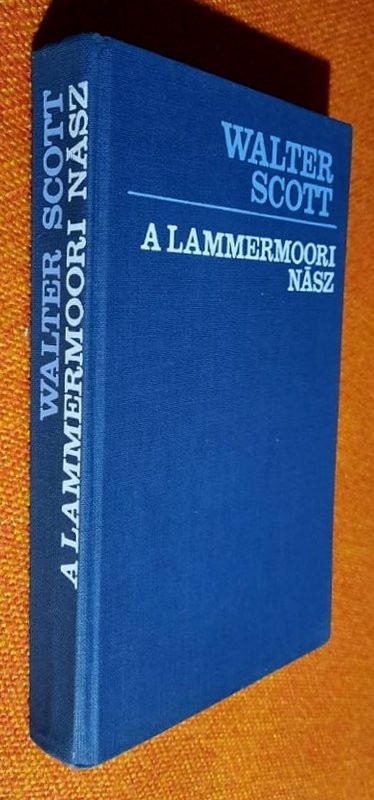 WALTER SCOTT
A LAMMERMOORI NÁSZ
WALTER
SCOTT
A LAMMERMOORI
NÁSZ